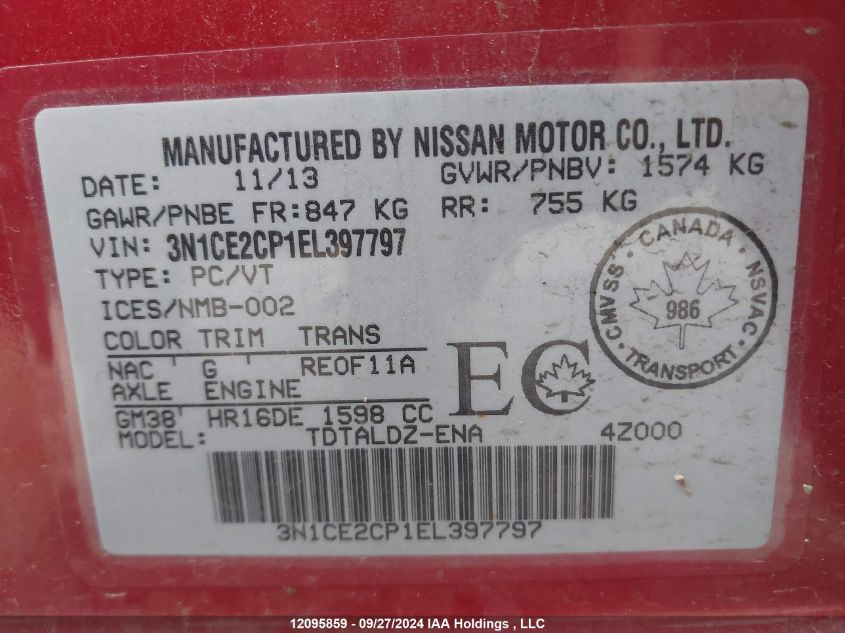 MANUFACTURED BY NISSAN MOTOR CO., LTD.
DATE: 11/13 GVWR/PNBV: 1574 KG
GAWR/PNBE FR:847 KG RR: 755 KG
VIN: 3N1CE2CP1EL397797
TYPE: PC/VT
ICES/NMB-002
COLOR TRIM TRANS
NAC G RE0F11A
AXLE ENGINE
GM38 HR16DE 1598 CC
MODEL: TDTALDZ-ENA 4Z000
EC
CANADA
CMVSS · NSVAC
986
TRANSPORT
3N1CE2CP1EL397797
12095859 - 09/27/2024 IAA Holdings , LLC